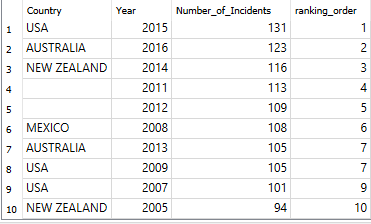 Country Year Number_of_Incidents ranking_order
1 USA 2015 131 1
2 AUSTRALIA 2016 123 2
3 NEW ZEALAND 2014 116 3
4 2011 113 4
5 2012 109 5
6 MEXICO 2008 108 6
7 AUSTRALIA 2013 105 7
8 USA 2009 105 7
9 USA 2007 101 9
10 NEW ZEALAND 2005 94 10